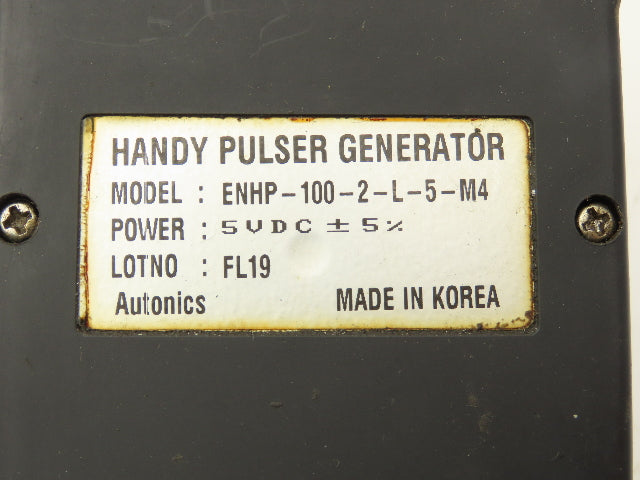 HANDY PULSER GENERATOR
MODEL : ENHP-100-2-L-5-M4
POWER : 5VDC ± 5%
LOTNO : FL19
Autonics MADE IN KOREA